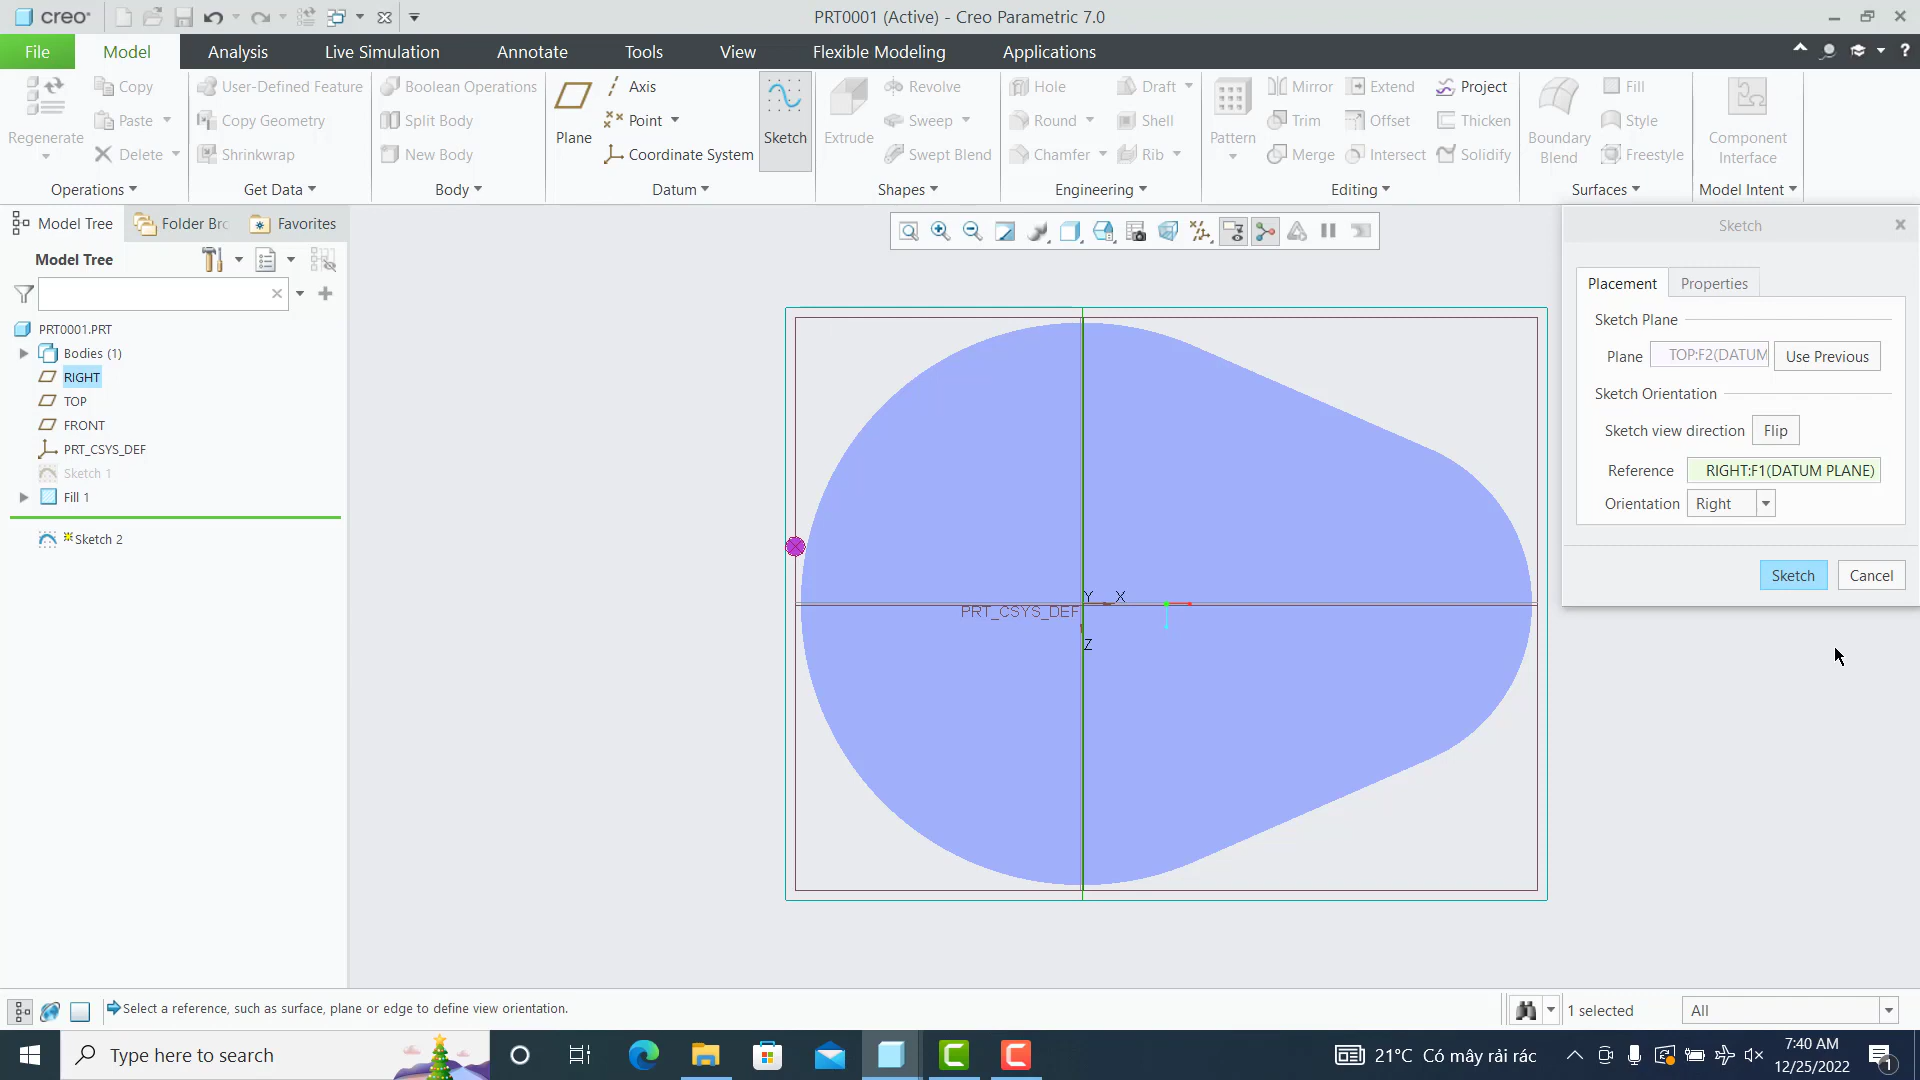 creo
PRT0001 (Active) - Creo Parametric 7.0
File Model Analysis Live Simulation Annotate Tools View Flexible Modeling Applications
Regenerate
Copy
Paste
Delete
Operations
User-Defined Feature
Copy Geometry
Shrinkwrap
Get Data
Boolean Operations
Split Body
New Body
Body
Plane
Axis
Point
Coordinate System
Sketch
Datum
Extrude
Revolve
Sweep
Swept Blend
Shapes
Hole
Round
Chamfer
Draft
Shell
Rib
Engineering
Pattern
Mirror
Trim
Merge
Extend
Offset
Intersect
Project
Thicken
Solidify
Editing
Boundary
Blend
Fill
Style
Freestyle
Surfaces
Component
Interface
Model Intent
Model Tree
Folder Brc
Favorites
Model Tree
PRT0001.PRT
Bodies (1)
RIGHT
TOP
FRONT
PRT_CSYS_DEF
Sketch 1
Fill 1
Sketch 2
PRT_CSYS_DEF
Y X
Z
Sketch
Placement Properties
Sketch Plane
Plane TOP:F2(DATUM Use Previous
Sketch Orientation
Sketch view direction Flip
Reference RIGHT:F1(DATUM PLANE)
Orientation Right
Sketch Cancel
Select a reference, such as surface, plane or edge to define view orientation.
1 selected
All
Type here to search
21°C Có mây rải rác
7:40 AM
12/25/2022
1